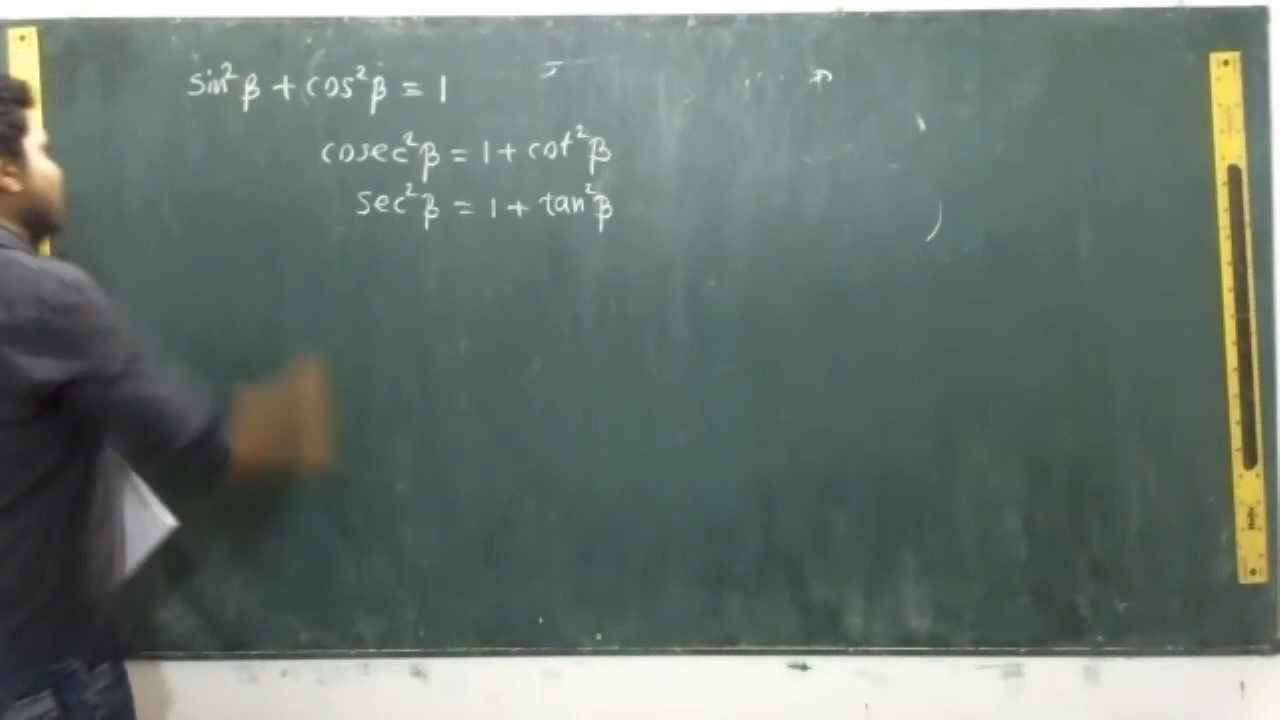 sin²β + cos²β = 1
cosec²β = 1 + cot²β
sec²β = 1 + tan²β